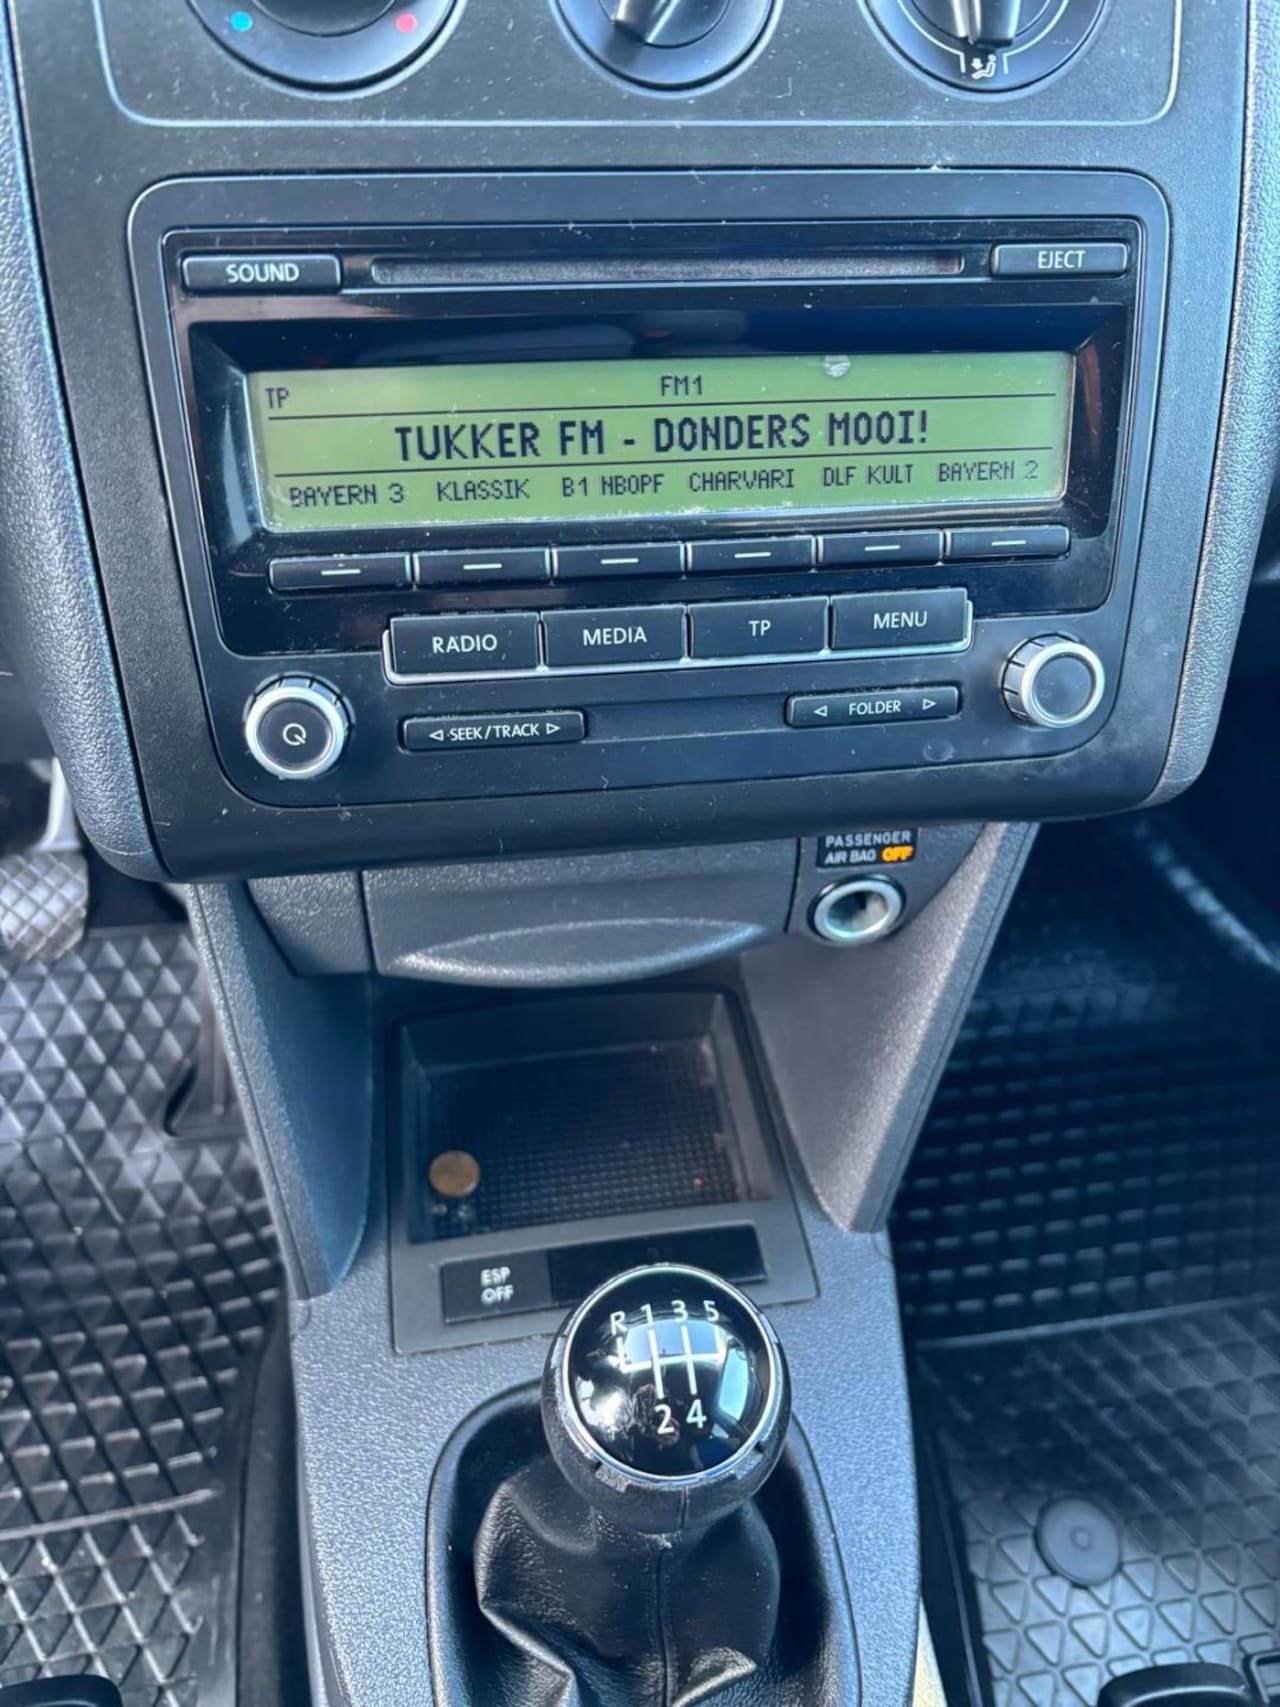 SOUND
EJECT
TP FM1
TUKKER FM - DONDERS MOOI!
BAYERN 3 KLASSIK B1 NBOPF CHARVARI DLF KULT BAYERN 2
RADIO MEDIA TP MENU
SEEK/TRACK FOLDER
PASSENGER
AIR BAG OFF
ESP
OFF
R 1 3 5
2 4